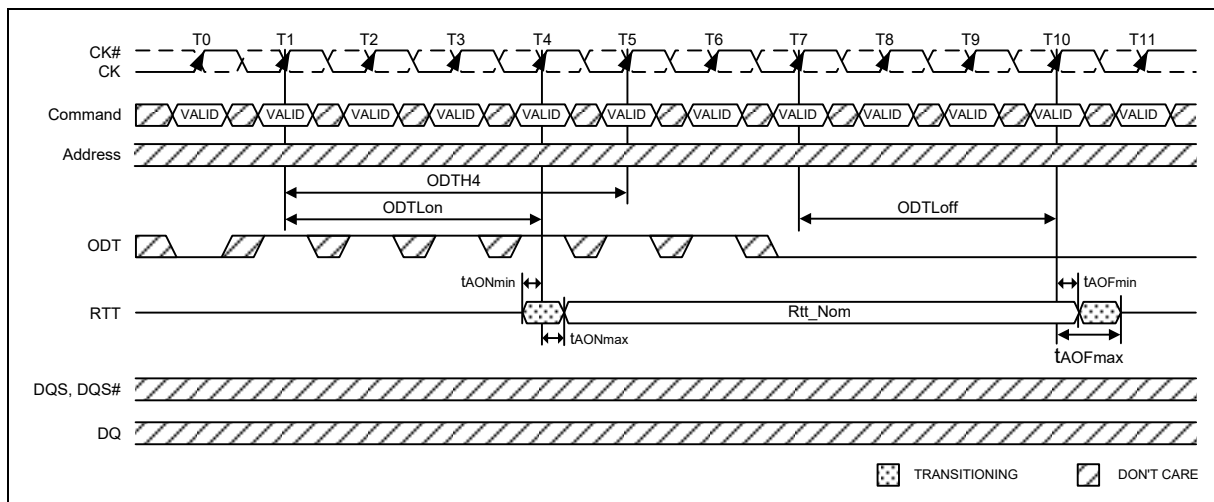 T0 T1 T2 T3 T4 T5 T6 T7 T8 T9 T10 T11
CK#
CK
Command VALID VALID VALID VALID VALID VALID VALID VALID VALID VALID VALID VALID
Address
ODTH4
ODTLon ODTLoff
ODT
tAONmin tAOFmin
RTT Rtt_Nom
tAONmax tAOFmax
DQS, DQS#
DQ
TRANSITIONING DON'T CARE